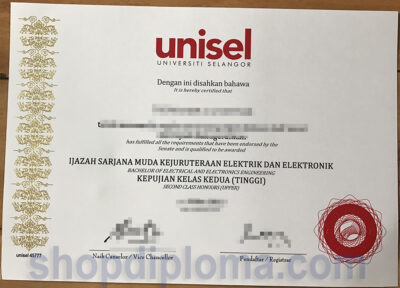 unisel
UNIVERSITI SELANGOR
Dengan ini disahkan bahawa
It is hereby certified that
has fulfilled all the requirements that have been endorsed by the
Senate and is qualified to be awarded
IJAZAH SARJANA MUDA KEJURUTERAAN ELEKTRIK DAN ELEKTRONIK
BACHELOR OF ELECTRICAL AND ELECTRONICS ENGINEERING
KEPUJIAN KELAS KEDUA (TINGGI)
SECOND CLASS HONOURS (UPPER)
Naib Canselor / Vice Chancellor
Pendaftar / Registrar
unisel 45777
shopdiploma.com